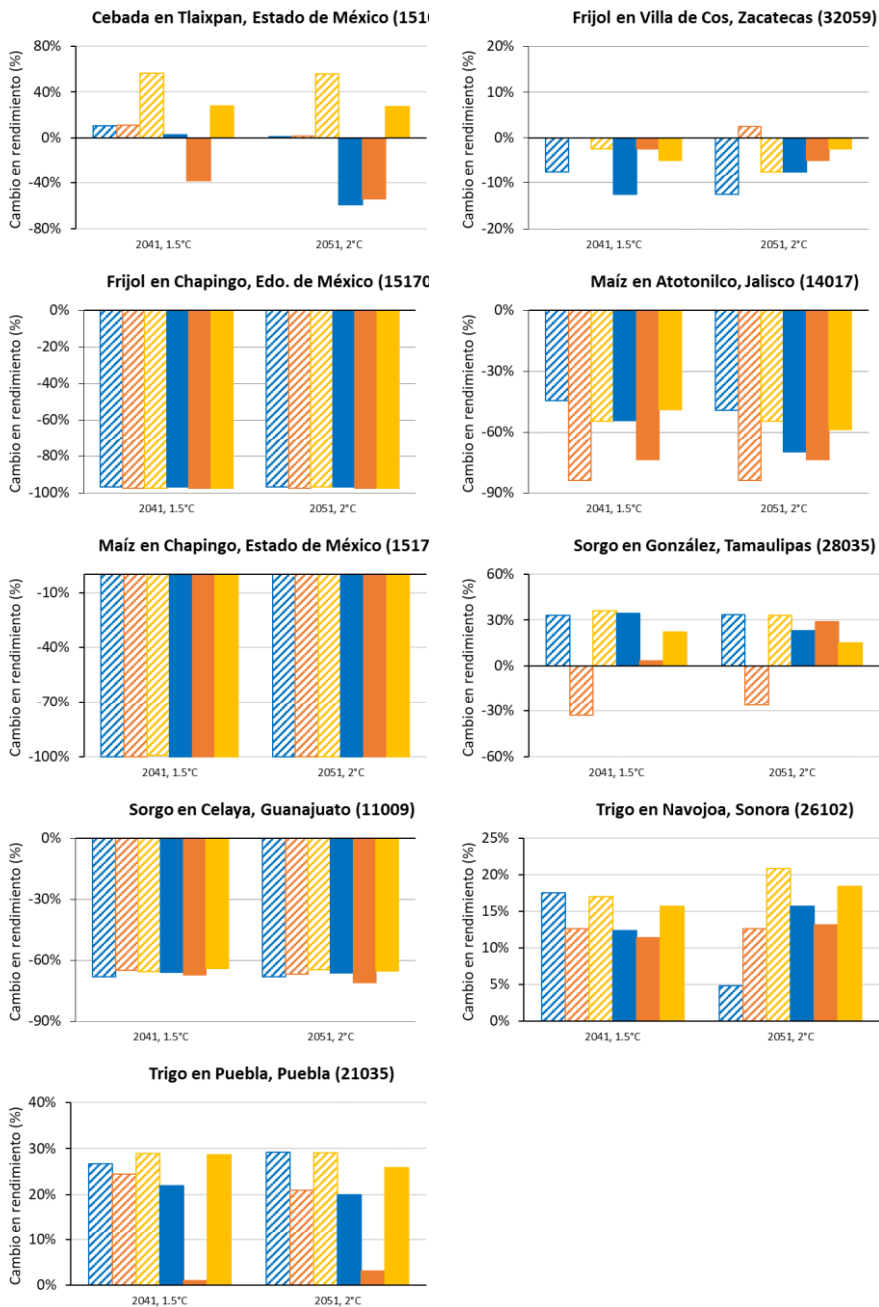 Cebada en Tlaixpan, Estado de México (151
Cambio en rendimiento (%)
80%
40%
0%
-40%
-80%
2041, 1.5°C
2051, 2°C
Frijol en Villa de Cos, Zacatecas (32059)
Cambio en rendimiento (%)
20%
10%
0%
-10%
-20%
2041, 1.5°C
2051, 2°C
Frijol en Chapingo, Edo. de México (15170
Cambio en rendimiento (%)
0%
-20%
-40%
-60%
-80%
-100%
2041, 1.5°C
2051, 2°C
Maíz en Atotonilco, Jalisco (14017)
Cambio en rendimiento (%)
0%
-30%
-60%
-90%
2041, 1.5°C
2051, 2°C
Maíz en Chapingo, Estado de México (1517
Cambio en rendimiento (%)
-10%
-40%
-70%
-100%
2041, 1.5°C
2051, 2°C
Sorgo en González, Tamaulipas (28035)
Cambio en rendimiento (%)
60%
30%
0%
-30%
-60%
2041, 1.5°C
2051, 2°C
Sorgo en Celaya, Guanajuato (11009)
Cambio en rendimiento (%)
0%
-30%
-60%
-90%
2041, 1.5°C
2051, 2°C
Trigo en Navojoa, Sonora (26102)
Cambio en rendimiento (%)
25%
20%
15%
10%
5%
0%
2041, 1.5°C
2051, 2°C
Trigo en Puebla, Puebla (21035)
Cambio en rendimiento (%)
40%
30%
20%
10%
0%
2041, 1.5°C
2051, 2°C